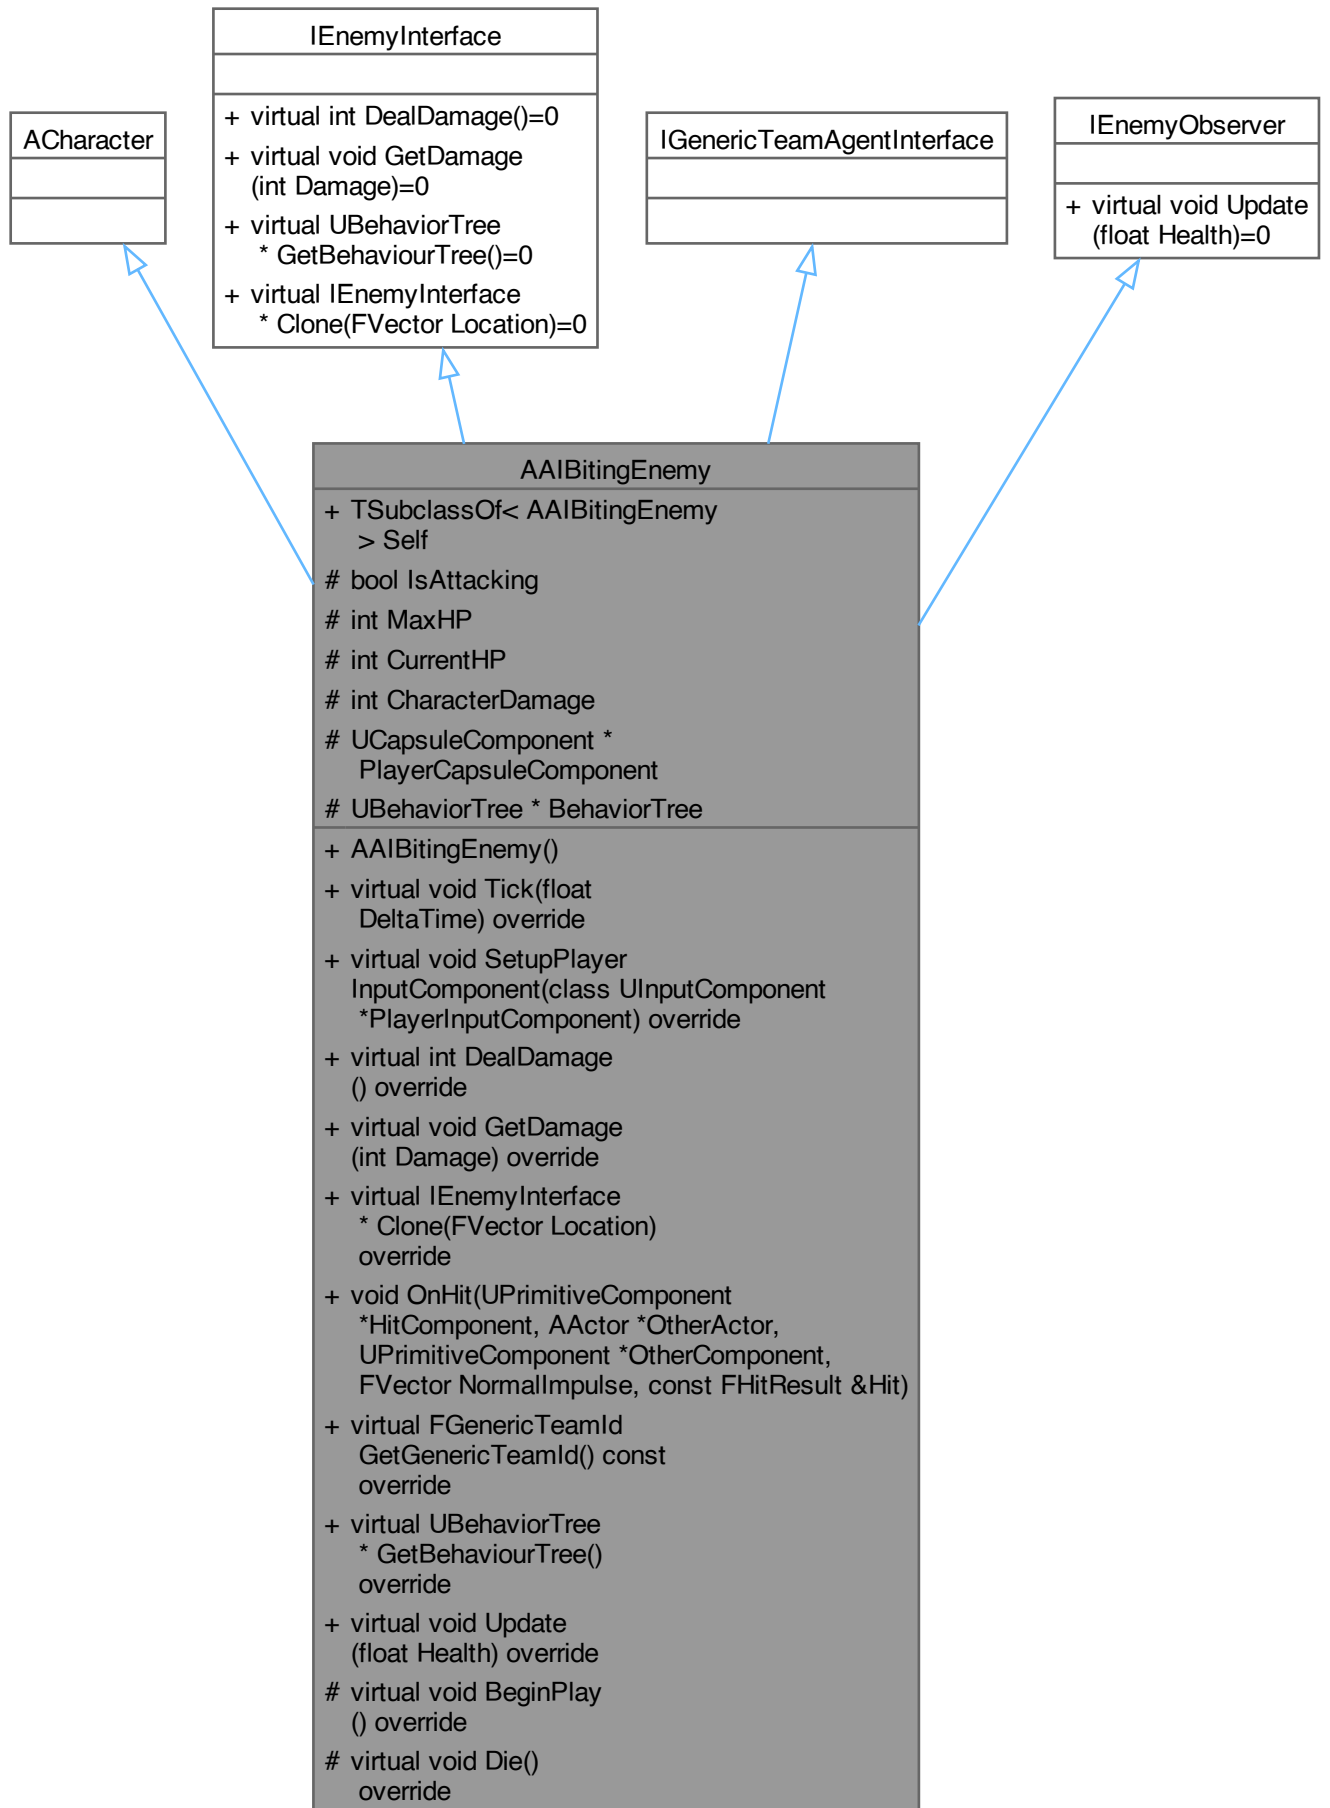 IEnemyInterface
+ virtual int DealDamage()=0
+ virtual void GetDamage
(int Damage)=0
+ virtual UBehaviorTree
* GetBehaviourTree()=0
+ virtual IEnemyInterface
* Clone(FVector Location)=0
ACharacter
IGenericTeamAgentInterface
IEnemyObserver
+ virtual void Update
(float Health)=0
AAIBitingEnemy
+ TSubclassOf< AAIBitingEnemy
> Self
# bool IsAttacking
# int MaxHP
# int CurrentHP
# int CharacterDamage
# UCapsuleComponent *
PlayerCapsuleComponent
# UBehaviorTree * BehaviorTree
+ AAIBitingEnemy()
+ virtual void Tick(float
DeltaTime) override
+ virtual void SetupPlayer
InputComponent(class UInputComponent
*PlayerInputComponent) override
+ virtual int DealDamage
() override
+ virtual void GetDamage
(int Damage) override
+ virtual IEnemyInterface
* Clone(FVector Location)
override
+ void OnHit(UPrimitiveComponent
*HitComponent, AActor *OtherActor,
UPrimitiveComponent *OtherComponent,
FVector NormalImpulse, const FHitResult &Hit)
+ virtual FGenericTeamId
GetGenericTeamId() const
override
+ virtual UBehaviorTree
* GetBehaviourTree()
override
+ virtual void Update
(float Health) override
# virtual void BeginPlay
() override
# virtual void Die()
override